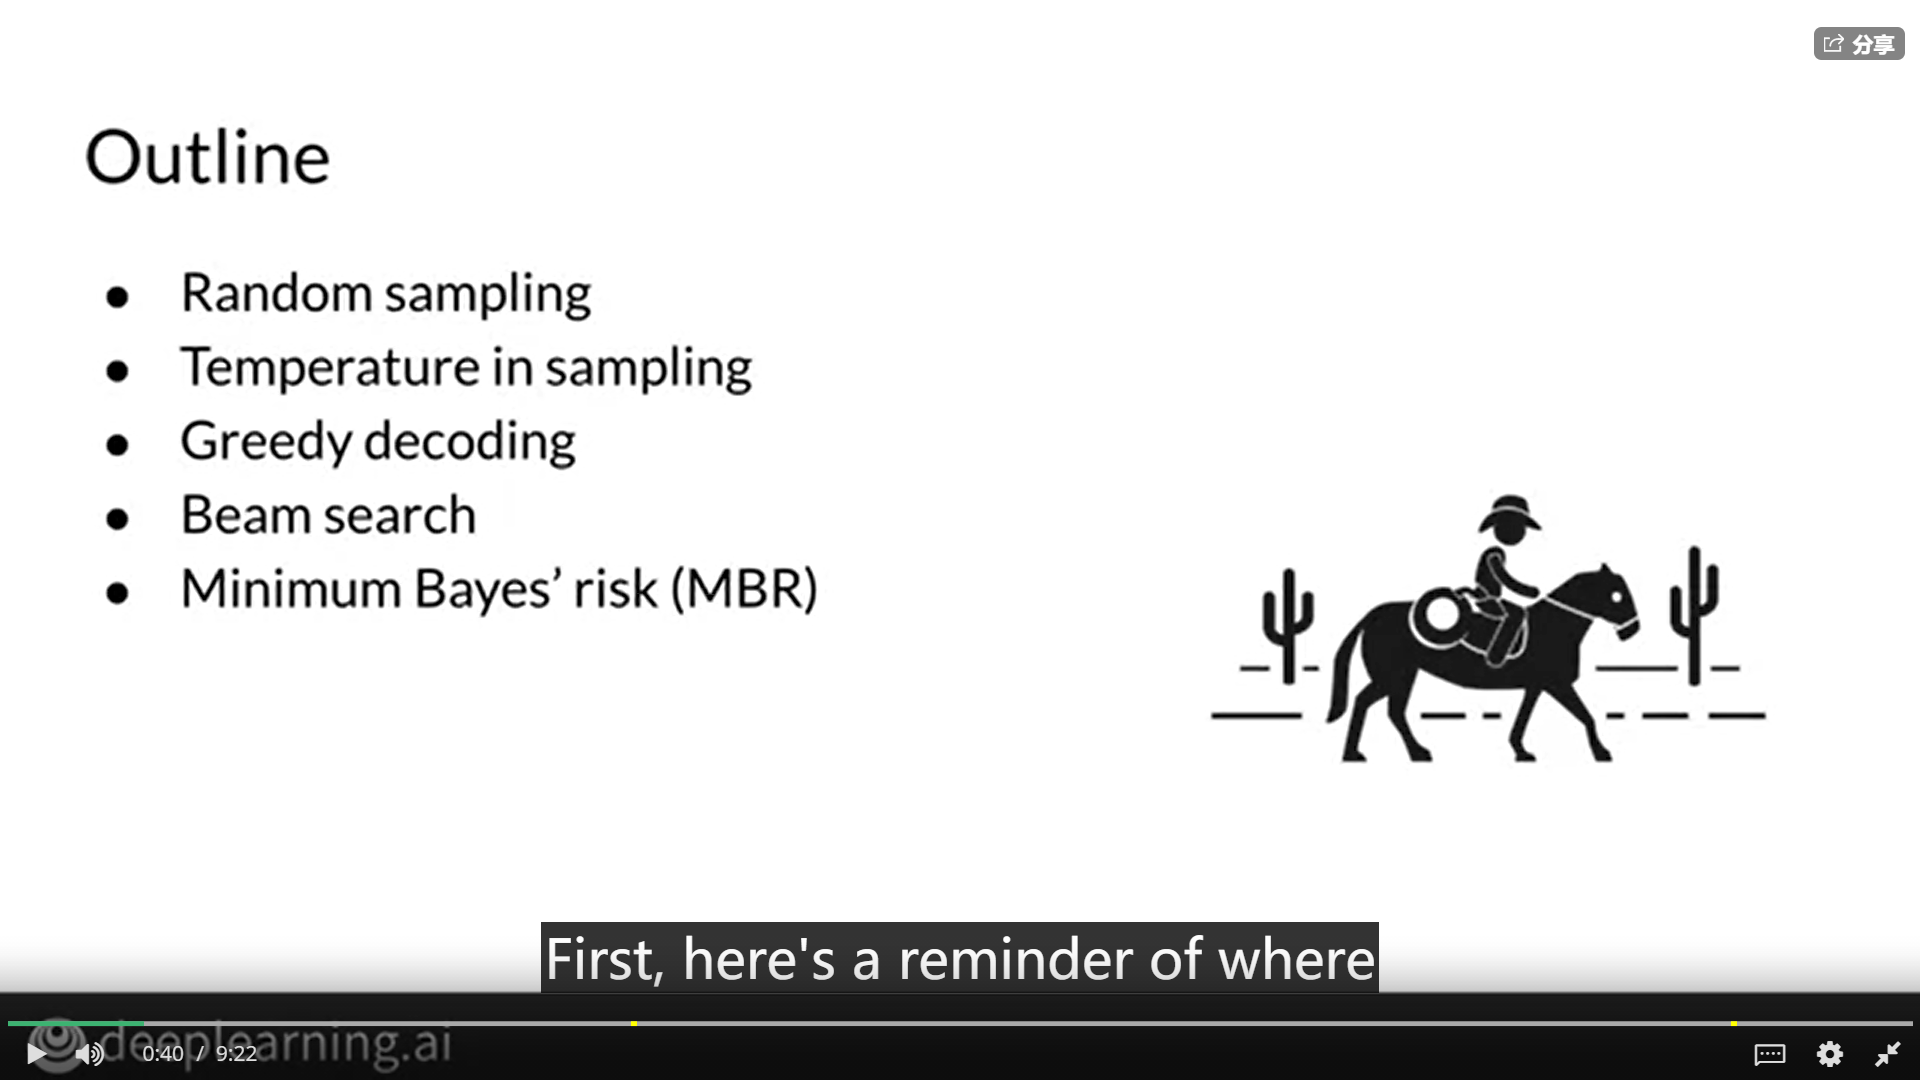 分享
Outline
● Random sampling
● Temperature in sampling
● Greedy decoding
● Beam search
● Minimum Bayes’ risk (MBR)
First, here's a reminder of where
deeplearning.ai
0:40 / 9:22